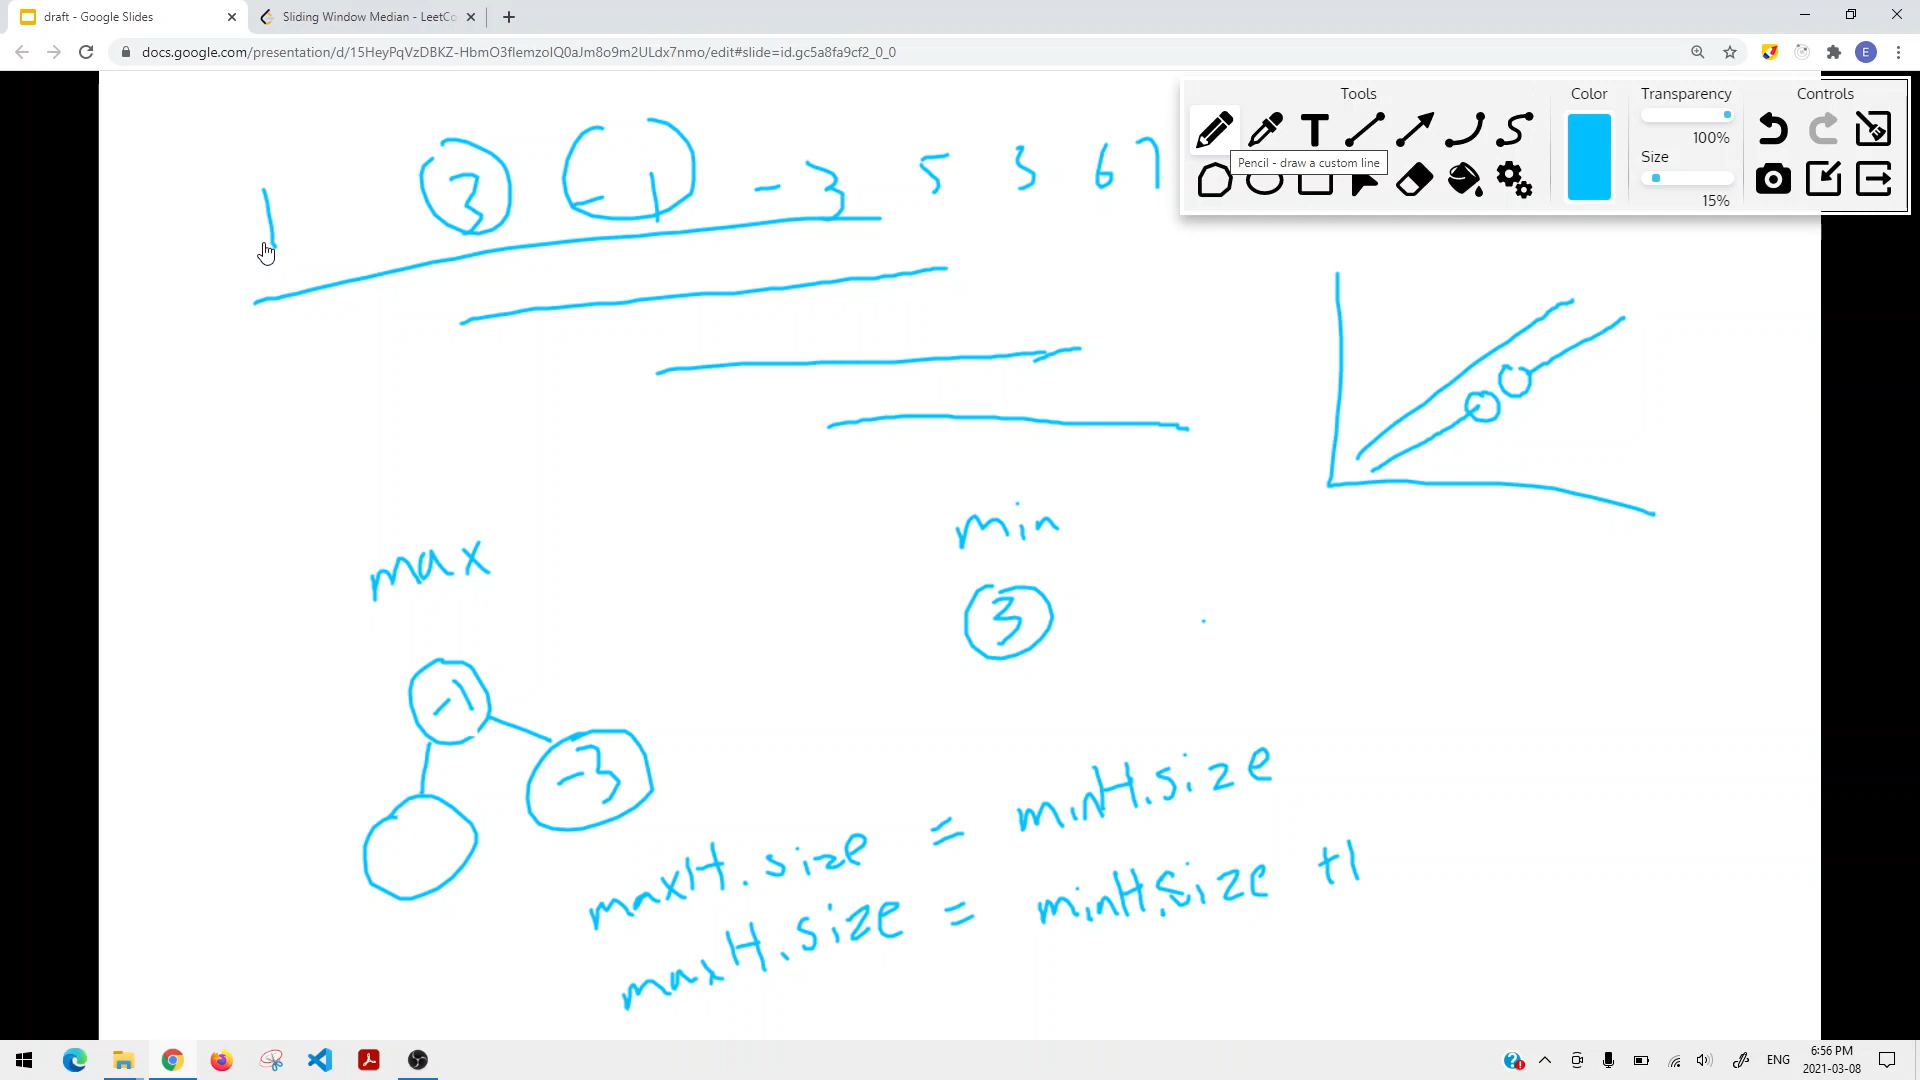 draft - Google Slides
Sliding Window Median - LeetCo
docs.google.com/presentation/d/15HeyPqVzDBKZ-HbmO3flemzoIQ0aJm8o9m2ULdx7nmo/edit#slide=id.gc5a8fa9cf2_0_0
E
Tools
Color
Transparency
Controls
100%
Pencil - draw a custom line
Size
15%
1 3 -1 -3 5 3 6 7
max
min
3
-1
-3
maxH.size = minH.size
maxH.size = minH.size +1
ENG
6:56 PM
2021-03-08